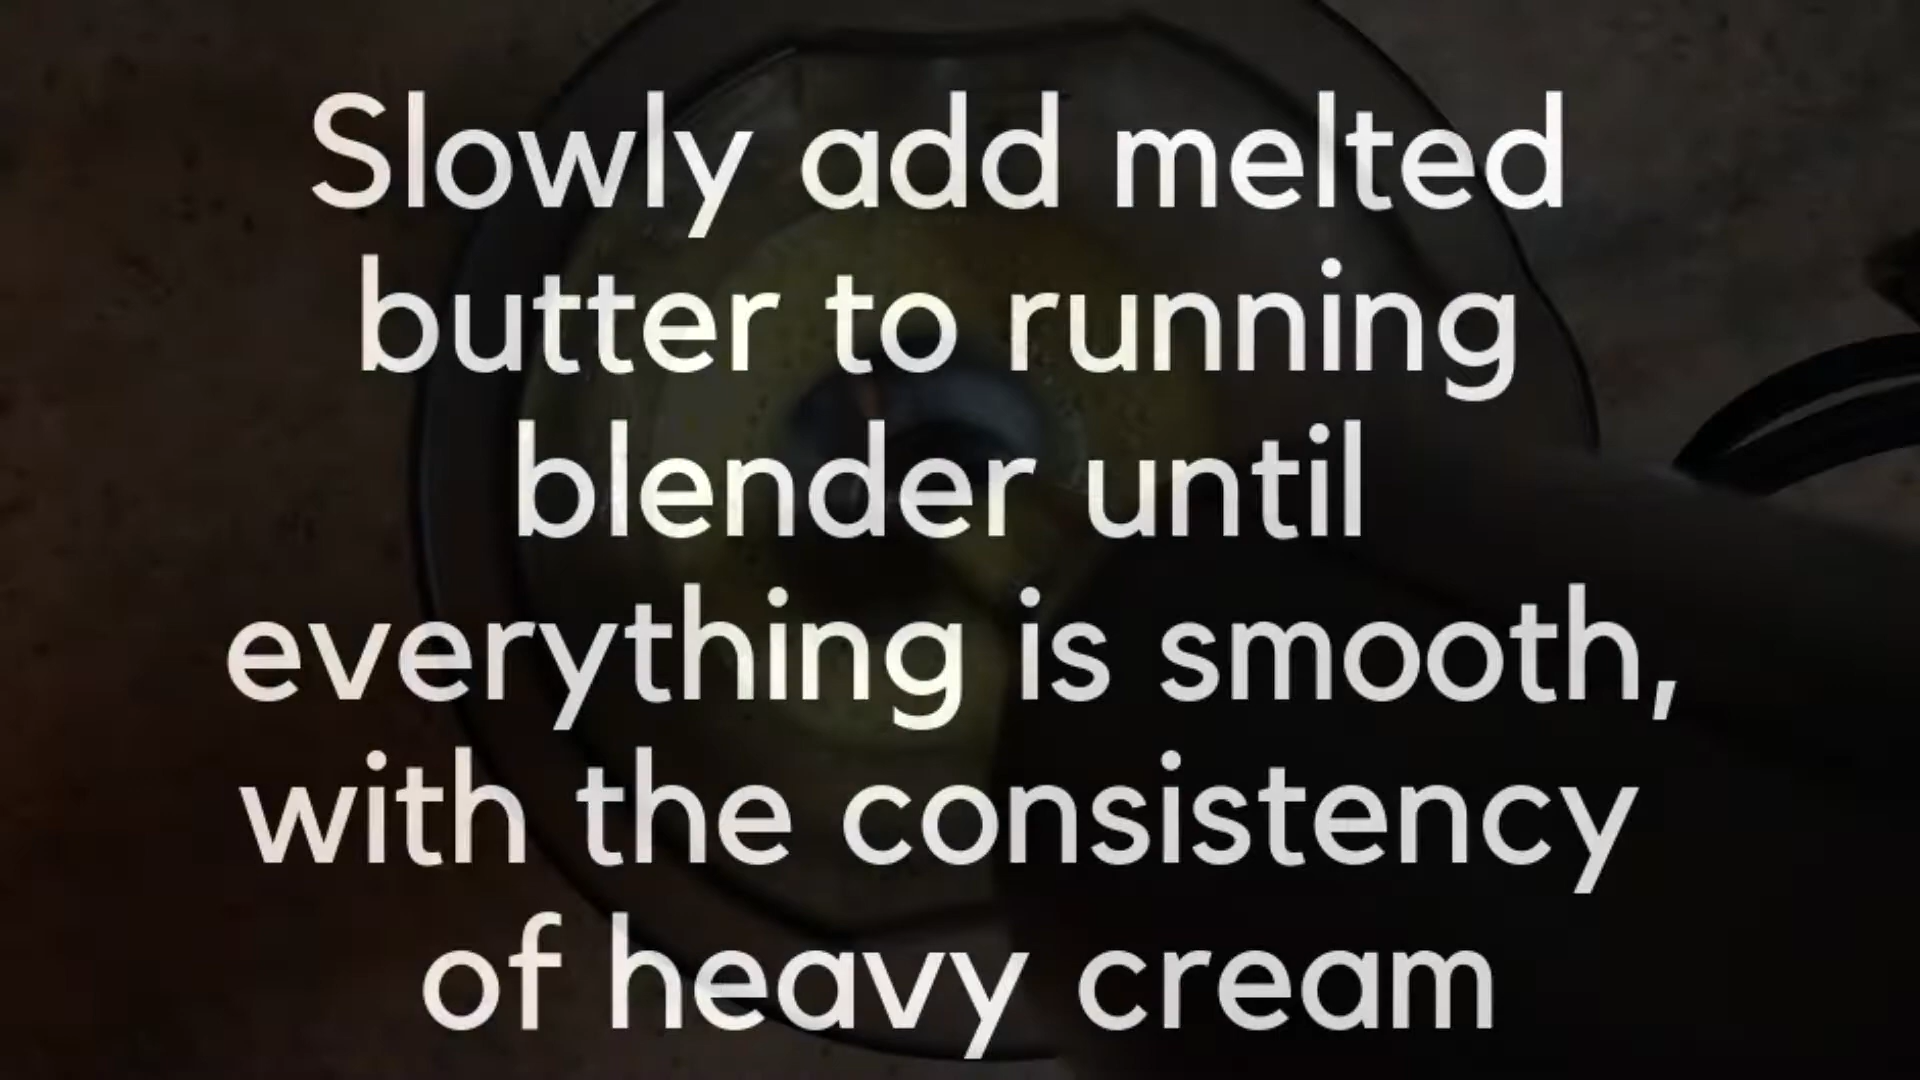 Slowly add melted
butter to running
blender until
everything is smooth,
with the consistency
of heavy cream